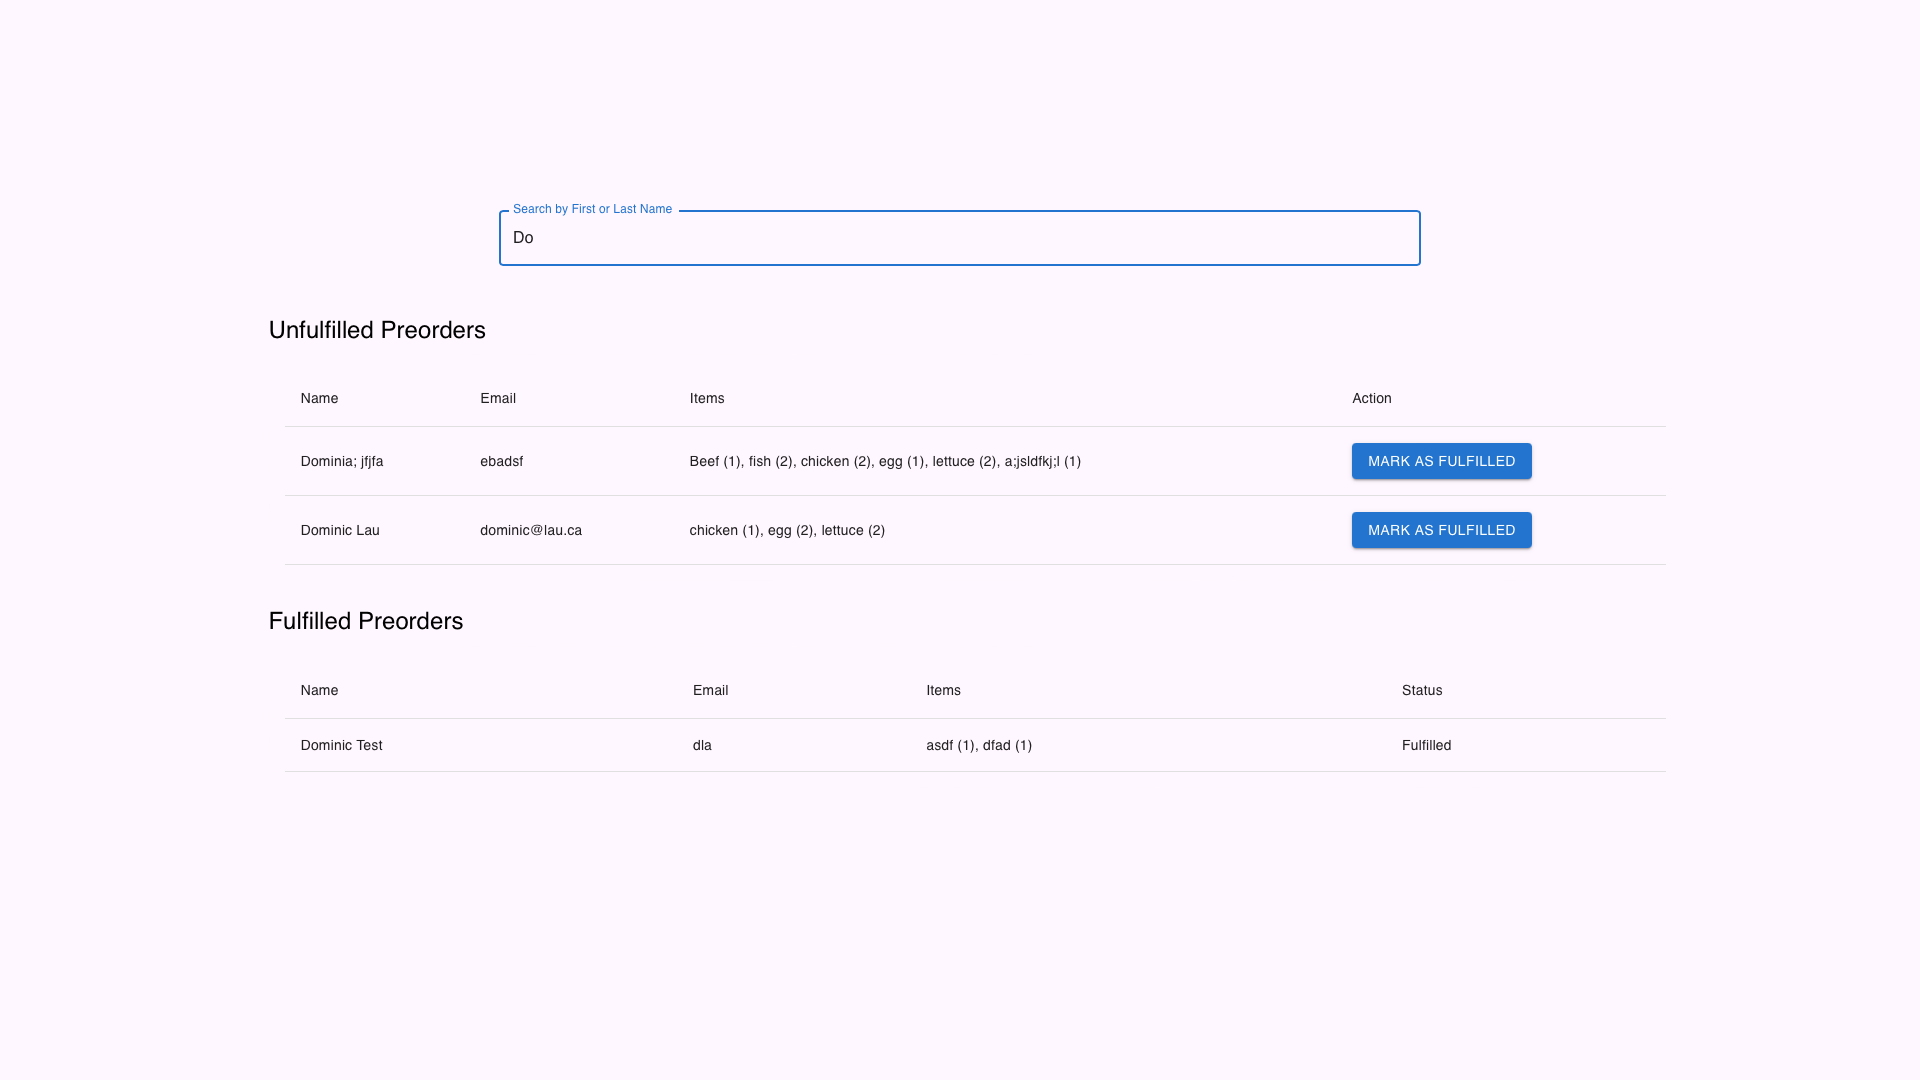 Search by First or Last Name
Do
Unfulfilled Preorders
Name Email Items Action
Dominia; jfjfa ebadsf Beef (1), fish (2), chicken (2), egg (1), lettuce (2), a;jsldfkj;l (1) MARK AS FULFILLED
Dominic Lau dominic@lau.ca chicken (1), egg (2), lettuce (2) MARK AS FULFILLED
Fulfilled Preorders
Name Email Items Status
Dominic Test dla asdf (1), dfad (1) Fulfilled